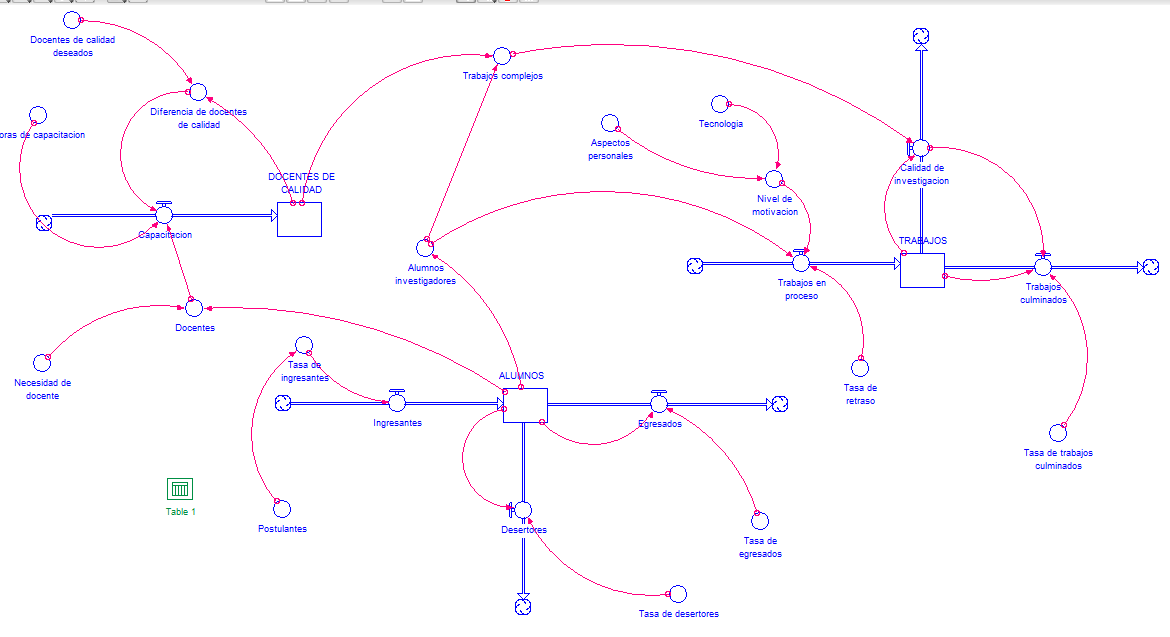 Docentes de calidad
deseados
Trabajos complejos
Diferencia de docentes
de calidad
oras de capacitacion
Tecnologia
Aspectos
personales
Calidad de
investigacion
DOCENTES DE
CALIDAD
Nivel de
motivacion
Capacitacion
TRABAJOS
Alumnos
investigadores
Trabajos en
proceso
Trabajos
culminados
Docentes
Necesidad de
docente
Tasa de
ingresantes
ALUMNOS
Tasa de
retraso
Ingresantes
Egresados
Tasa de trabajos
culminados
Table 1
Postulantes
Desertores
Tasa de
egresados
Tasa de desertores